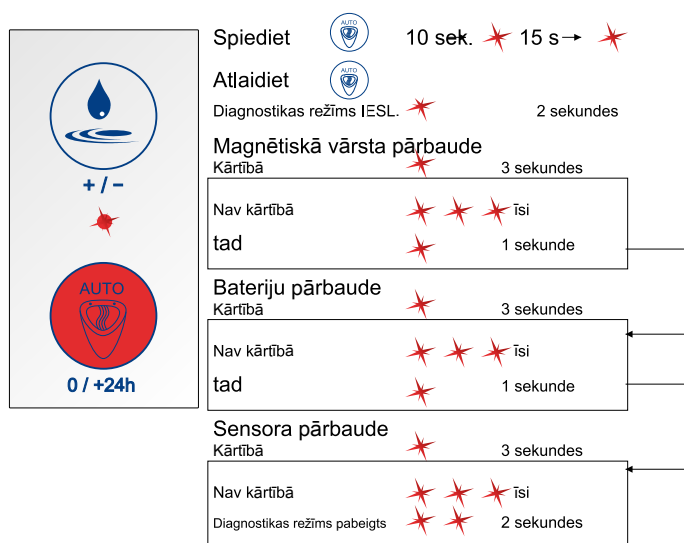 + / −
AUTO
0 / +24h
Spiediet AUTO 10 sek. 15 s
Atlaidiet AUTO
Diagnostikas režīms IESL. 2 sekundes
Magnētiskā vārsta pārbaude
Kārtībā 3 sekundes
Nav kārtībā īsi
tad 1 sekunde
Bateriju pārbaude
Kārtībā 3 sekundes
Nav kārtībā īsi
tad 1 sekunde
Sensora pārbaude
Kārtībā 3 sekundes
Nav kārtībā īsi
Diagnostikas režīms pabeigts 2 sekundes